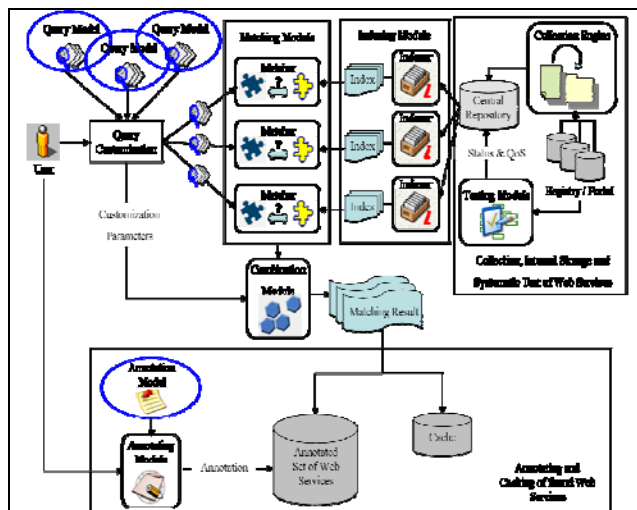 Query Model
Query Model
Query Model
Matching Module
Indexing Module
Collection Engine
Matcher
?
Index
Indexer
Central
Repository
Query
Customization
Matcher
?
Index
Indexer
User
Status & QoS
Registry / Portal
Matcher
?
Index
Indexer
Testing Module
Customization
Parameters
Collection, Internal Storage and
Systematic Test of Web Services
Combination
Module
Matching Result
Annotation
Model
Annotating
Module
Annotation
Annotated
Set of Web
Services
Cache
Annotating and
Caching of Found Web
Services